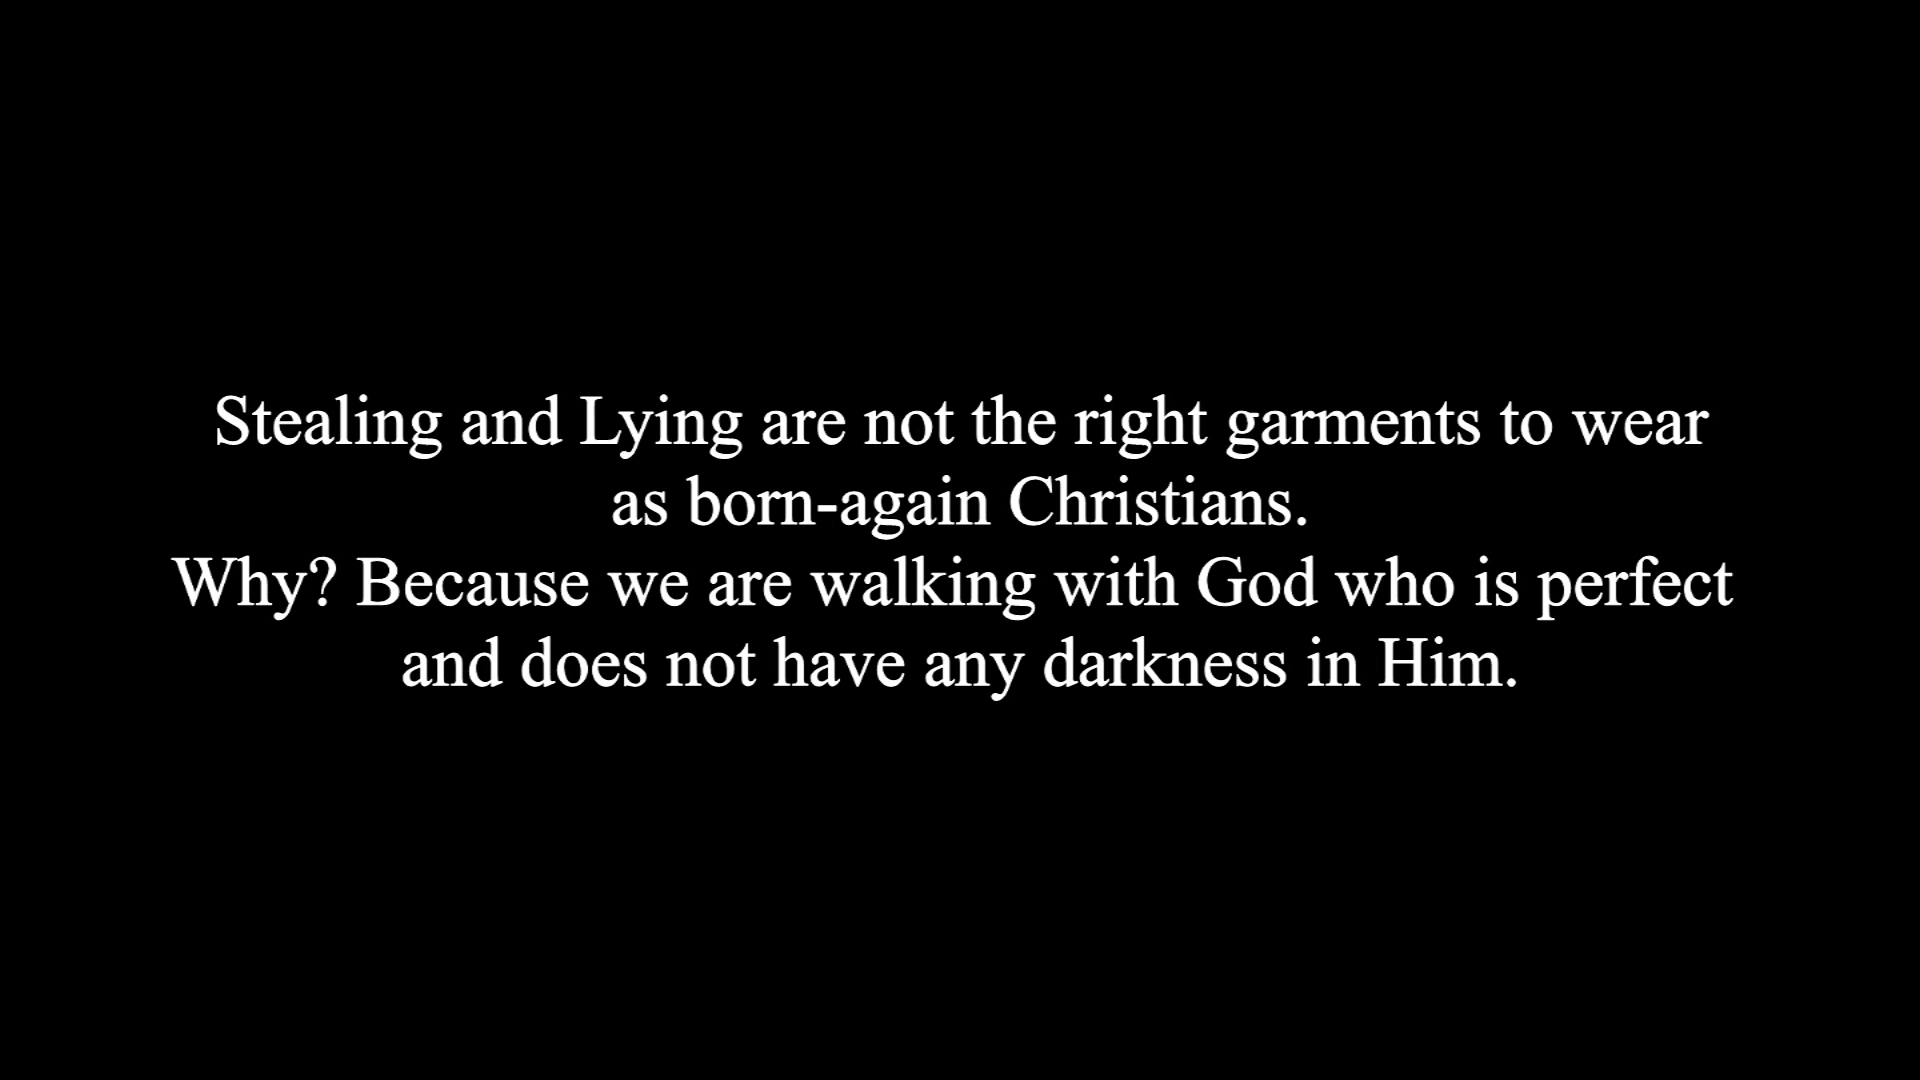 Stealing and Lying are not the right garments to wear
as born-again Christians.
Why? Because we are walking with God who is perfect
and does not have any darkness in Him.